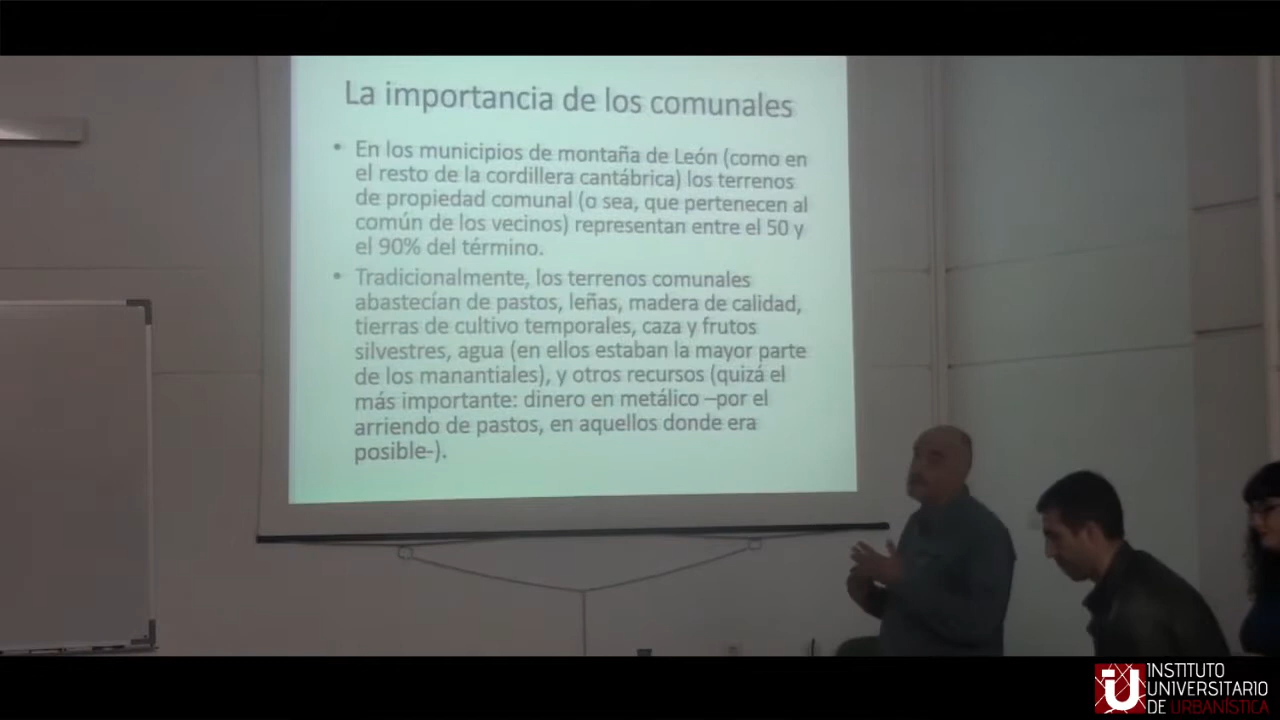 La importancia de los comunales
• En los municipios de montaña de León (como en
el resto de la cordillera cantábrica) los terrenos
de propiedad comunal (o sea, que pertenecen al
común de los vecinos) representan entre el 50 y
el 90% del término.
• Tradicionalmente, los terrenos comunales
abastecían de pastos, leñas, madera de calidad,
tierras de cultivo temporales, caza y frutos
silvestres, agua (en ellos estaban la mayor parte
de los manantiales), y otros recursos (quizá el
más importante: dinero en metálico –por el
arriendo de pastos, en aquellos donde era
posible-).
IU
INSTITUTO
UNIVERSITARIO
DE URBANÍSTICA